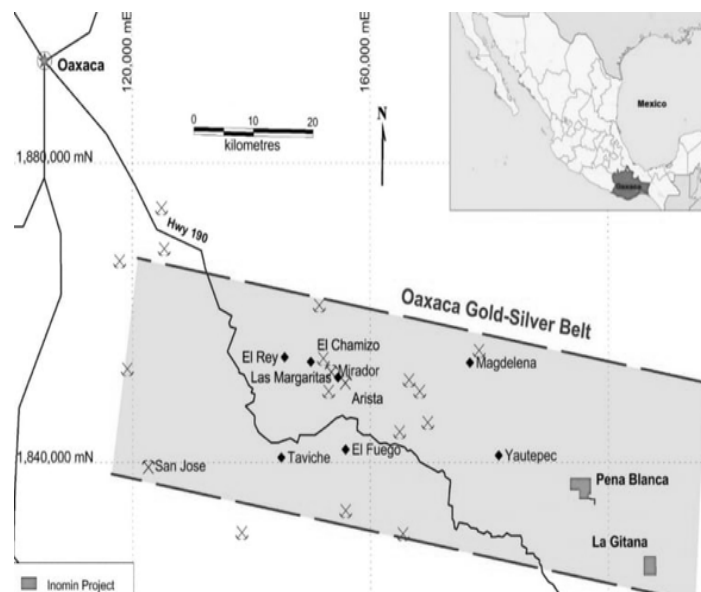 120,000 mE
160,000 mE
Oaxaca
Mexico
Oaxaca
0 10 20
kilometres
N
1,880,000 mN
Hwy 190
Oaxaca Gold-Silver Belt
El Chamizo
El Rey
Mirador
Las Margaritas
Magdelena
Arista
El Fuego
Taviche
Yautepec
1,840,000 mN
San Jose
Pena Blanca
La Gitana
Inomin Project